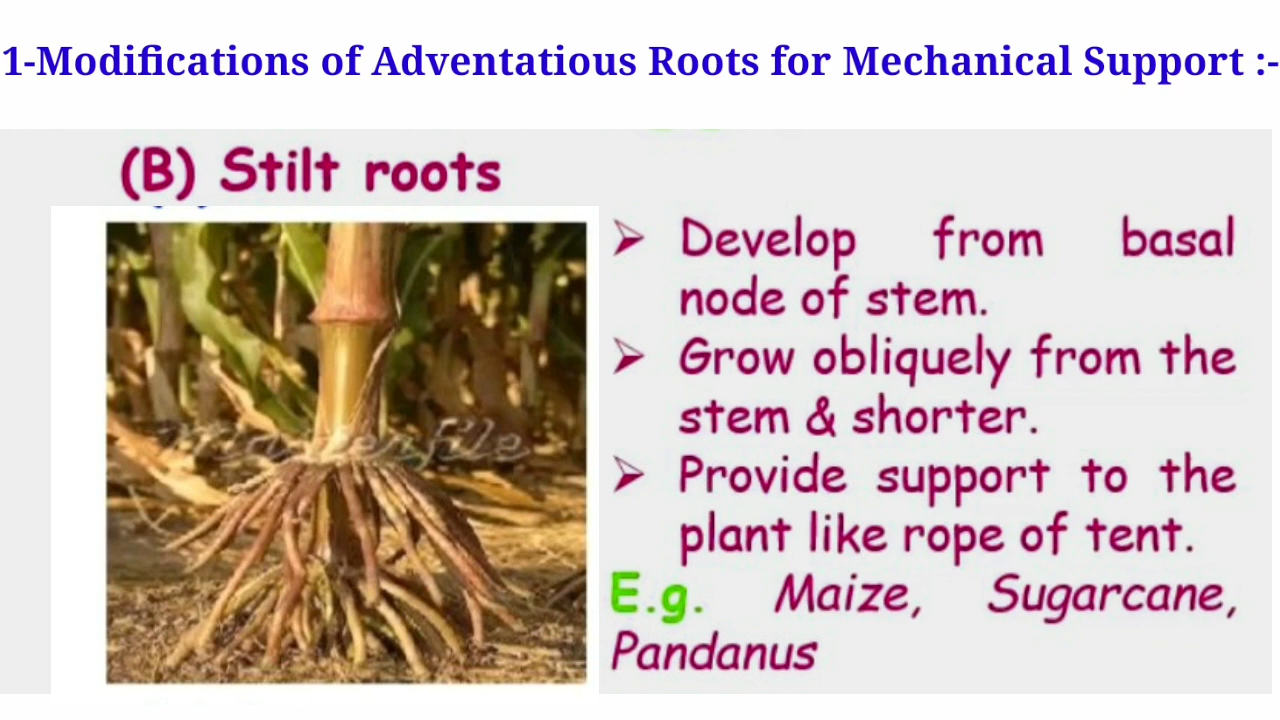 1-Modifications of Adventatious Roots for Mechanical Support :-
(B) Stilt roots
➢ Develop from basal
node of stem.
➢ Grow obliquely from the
stem & shorter.
➢ Provide support to the
plant like rope of tent.
E.g. Maize, Sugarcane,
Pandanus
Masterfile